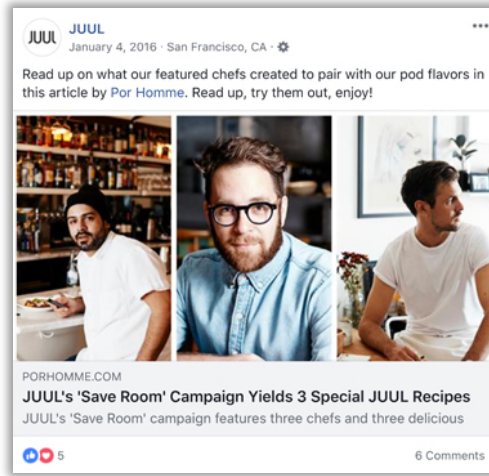 JUUL
JUUL
January 4, 2016 · San Francisco, CA ·
Read up on what our featured chefs created to pair with our pod flavors in
this article by Por Homme. Read up, try them out, enjoy!
PORHOMME.COM
JUUL's 'Save Room' Campaign Yields 3 Special JUUL Recipes
JUUL's 'Save Room' campaign features three chefs and three delicious
5
6 Comments